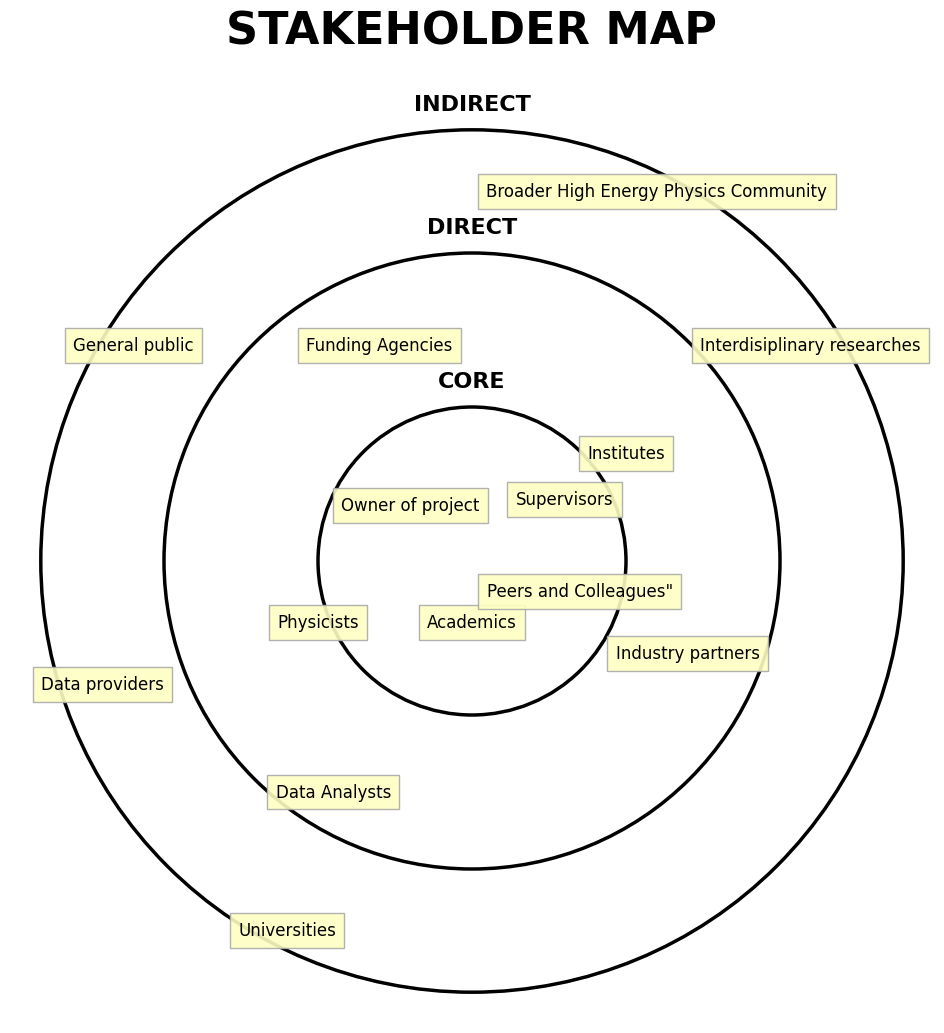 STAKEHOLDER MAP
INDIRECT
Broader High Energy Physics Community
DIRECT
General public
Funding Agencies
Interdisiplinary researches
CORE
Institutes
Supervisors
Owner of project
Peers and Colleagues"
Physicists
Academics
Industry partners
Data providers
Data Analysts
Universities